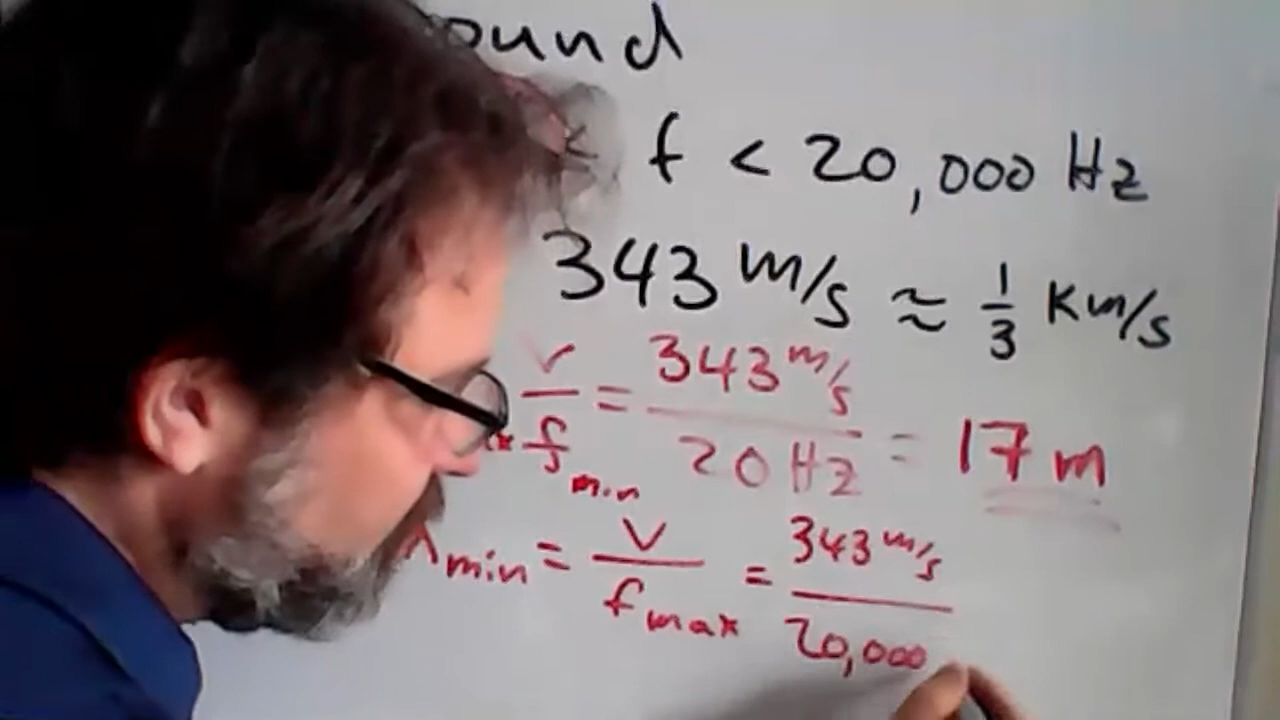 ound
< f < 20,000 Hz
343 m/s ≈ 1/3 Km/s
v/f min = 343 m/s / 20 Hz = 17 m
λmin = v/f max = 343 m/s / 20,000